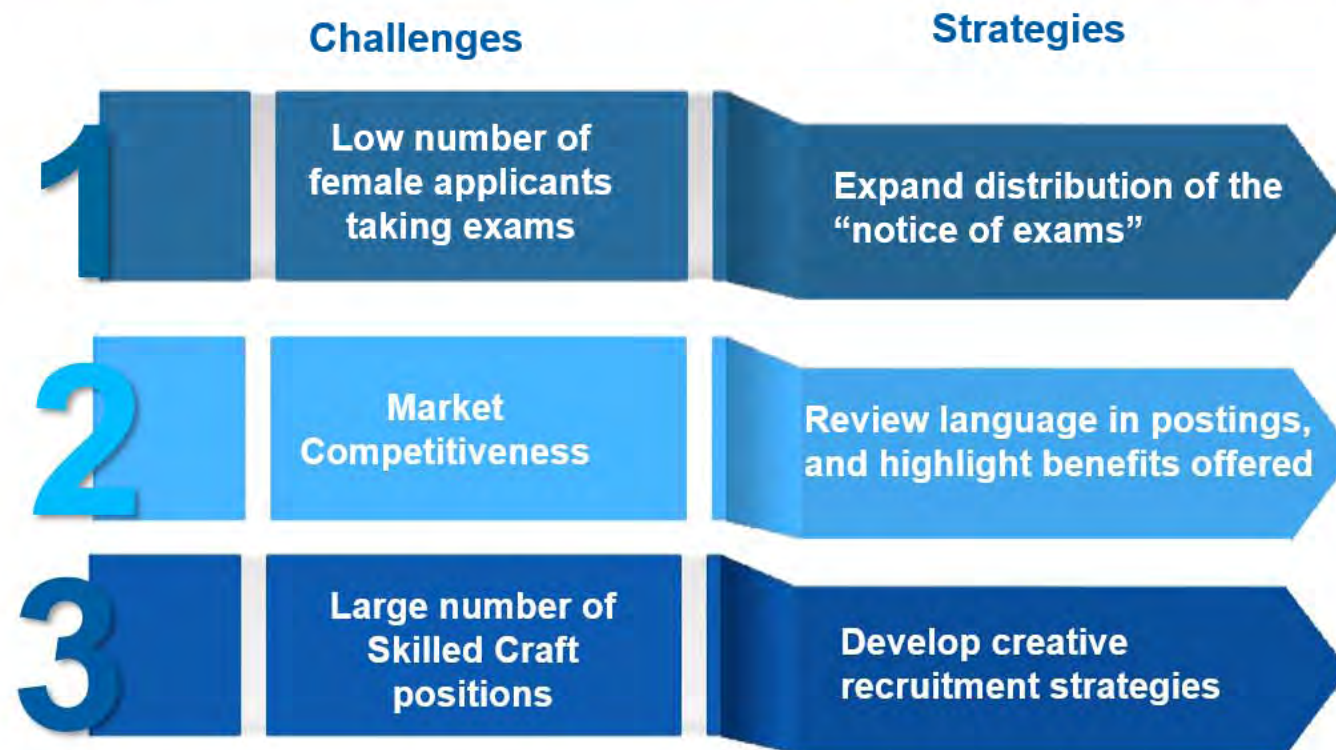 Challenges
Strategies
1
Low number of
female applicants
taking exams
Expand distribution of the
“notice of exams”
2
Market
Competitiveness
Review language in postings,
and highlight benefits offered
3
Large number of
Skilled Craft
positions
Develop creative
recruitment strategies